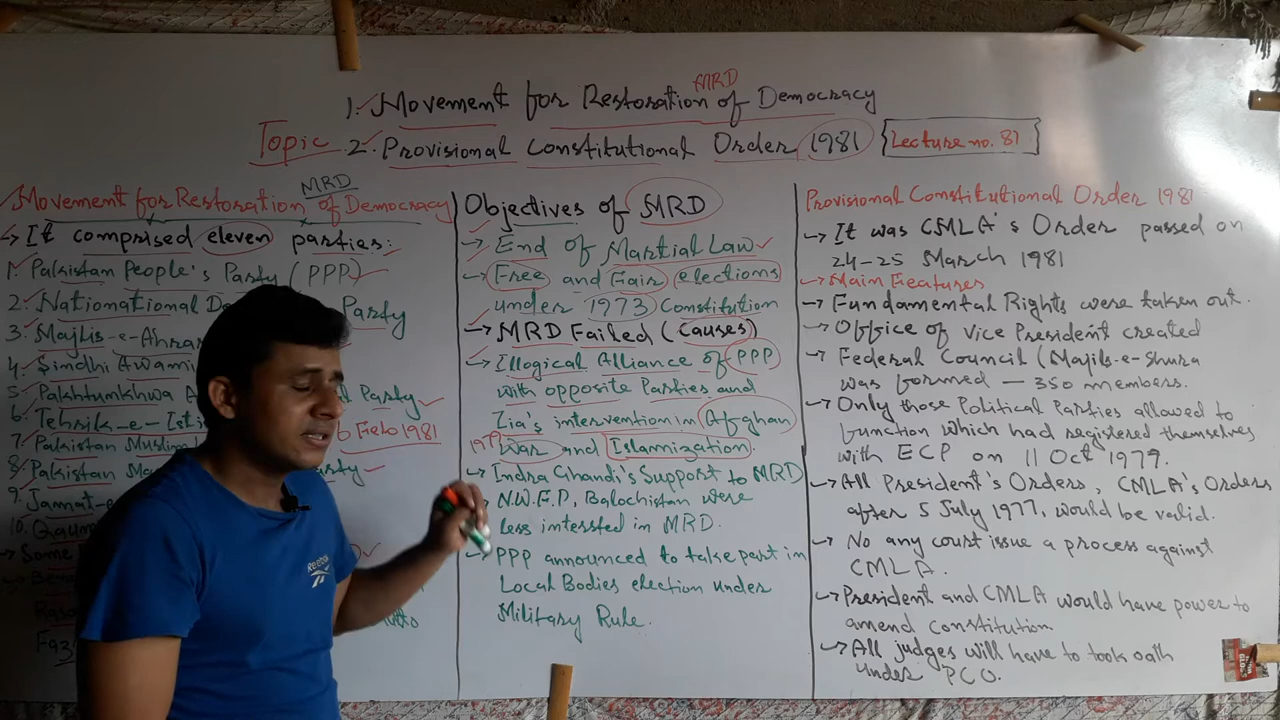 MRD
1. Movement for Restoration of Democracy
Topic 2. Provisional Constitutional Order 1981
Lecture no. 81
MRD
Movement for Restoration of Democracy
It comprised eleven parties:
1. Pakistan People's Party (PPP)
2. Nationational De Party
3. Majlis-e-Ahrar
4. Sindhi Awami
5. Pakhtunkhwa A Party
6. Tehrik-e-Isti
6 Feb 1981
7. Pakistan Muslim
8. Pakistan Party
9. Jamat-e
10. Qaum
Some
Objectives of MRD
→ End of Martial Law
→ Free and Fair elections
under 1973 Constitution
→ MRD Failed (Causes)
→ Illogical Alliance of PPP
with opposite Parties and
Zia's intervention in Afghan
1979 War and Islamization.
→ Indra Ghandi's Support to MRD
N.W.F.P, Balochistan were
less intersted in MRD.
→ PPP announced to take part in
Local Bodies election under
Military Rule.
Provisional Constitutional Order 1981
→ It was CMLA's Order passed on
24-25 March 1981
→ Main Features
→ Fundamental Rights were taken out.
→ Office of Vice President created
→ Federal Council (Majils-e-Shura
was formed — 350 members.
→ Only those Political Parties allowed to
function which had registered themselves
with ECP on 11 Oct 1979.
→ All President's Orders, CMLA's Orders
after 5 July 1977, would be valid.
→ No any court issue a process against
CMLA.
→ President and CMLA would have power to
amend constitution
→ All judges will have to took oath
under PCO.
Reebok